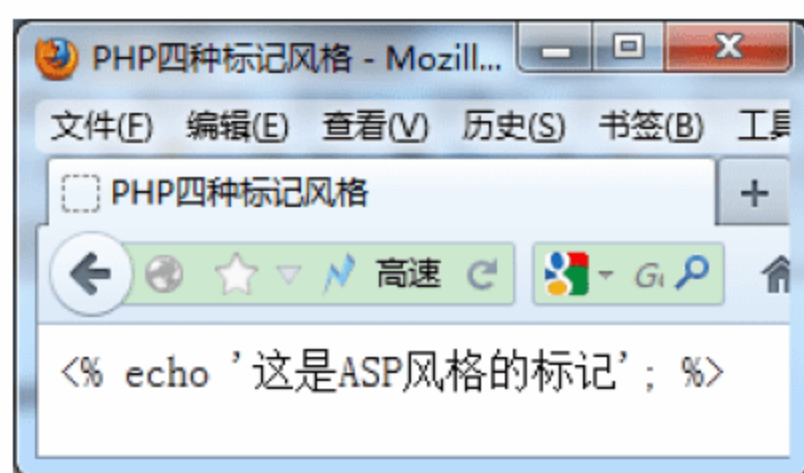 PHP四种标记风格 - Mozill...
文件(F) 编辑(E) 查看(V) 历史(S) 书签(B) 工具
PHP四种标记风格
高速
<% echo '这是ASP风格的标记'; %>